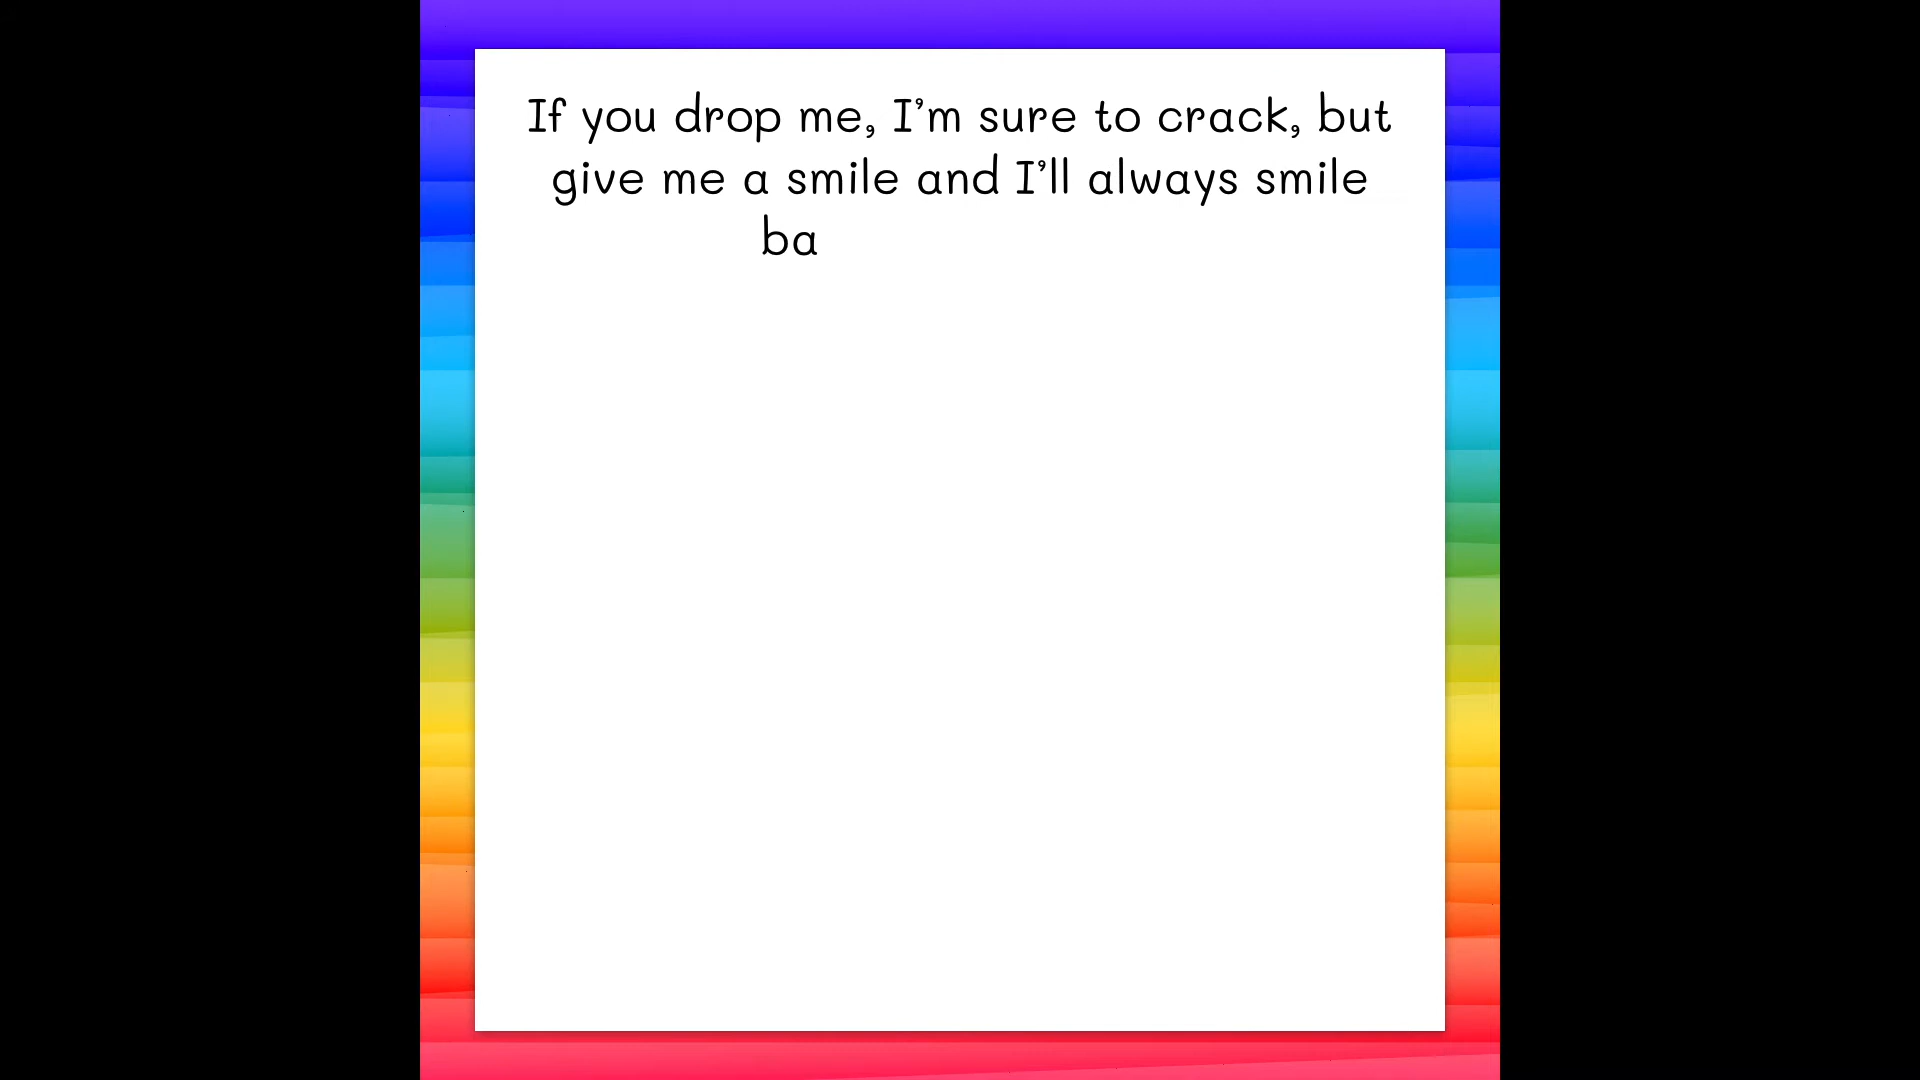 If you drop me, I’m sure to crack, but
give me a smile and I’ll always smile
ba